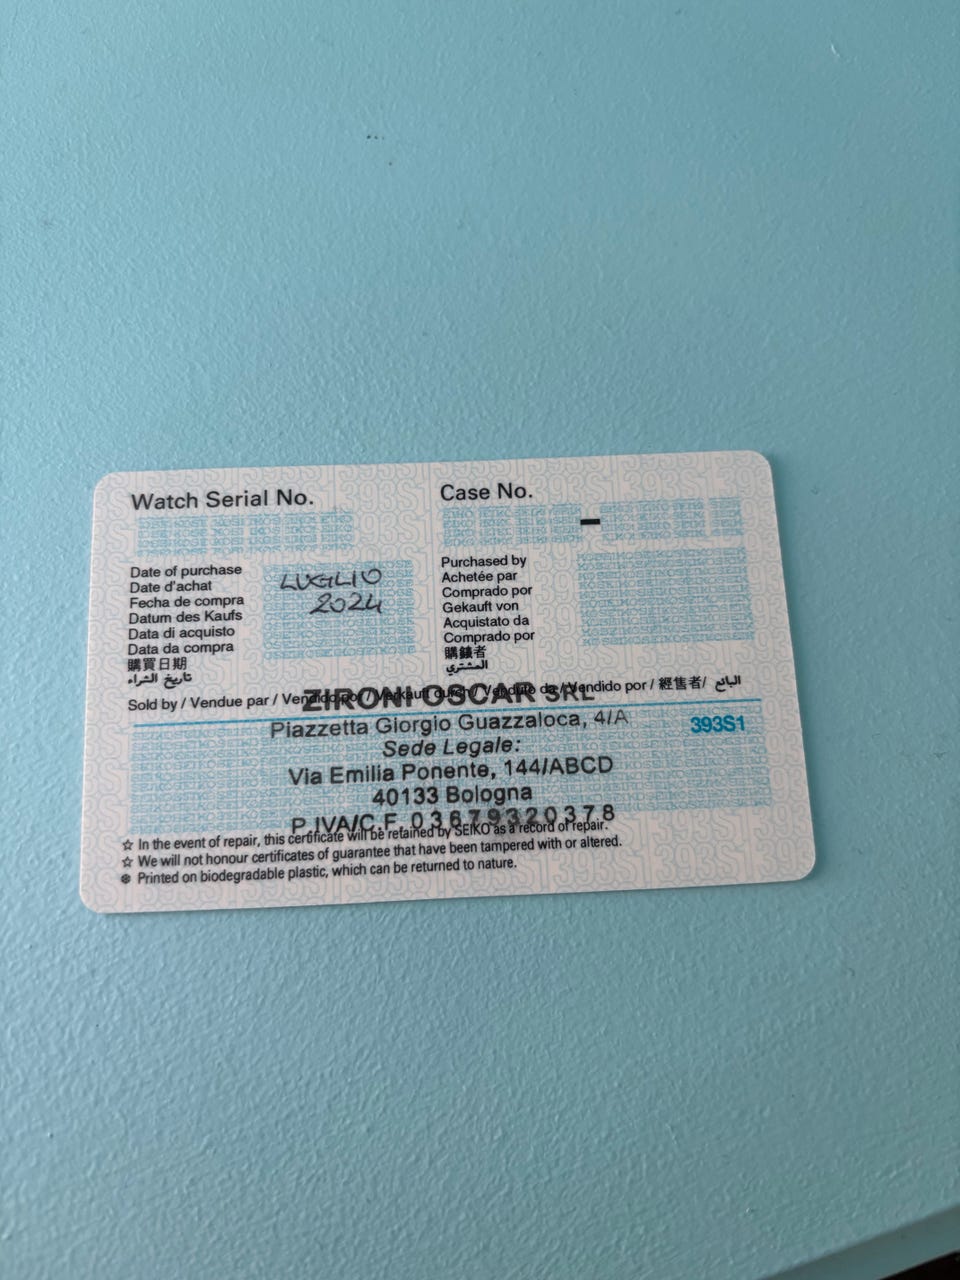 Watch Serial No.
Case No.
-
Date of purchase
Date d'achat
Fecha de compra
Datum des Kaufs
Data di acquisto
Data da compra
購買日期
تاريخ الشراء
LUGLIO
2024
Purchased by
Achetée par
Comprado por
Gekauft von
Acquistato da
Comprado por
購錶者
المشتري
Sold by / Vendue par / Vendido por / Verkauft durch / Venduto da / Vendido por / 經售者/ البائع
ZIRONI OSCAR SRL
Piazzetta Giorgio Guazzaloca, 4/A
393S1
Sede Legale:
Via Emilia Ponente, 144/ABCD
40133 Bologna
P.IVA/C.F. 03679320378
☆ In the event of repair, this certificate will be retained by SEIKO as a record of repair.
☆ We will not honour certificates of guarantee that have been tampered with or altered.
❄ Printed on biodegradable plastic, which can be returned to nature.